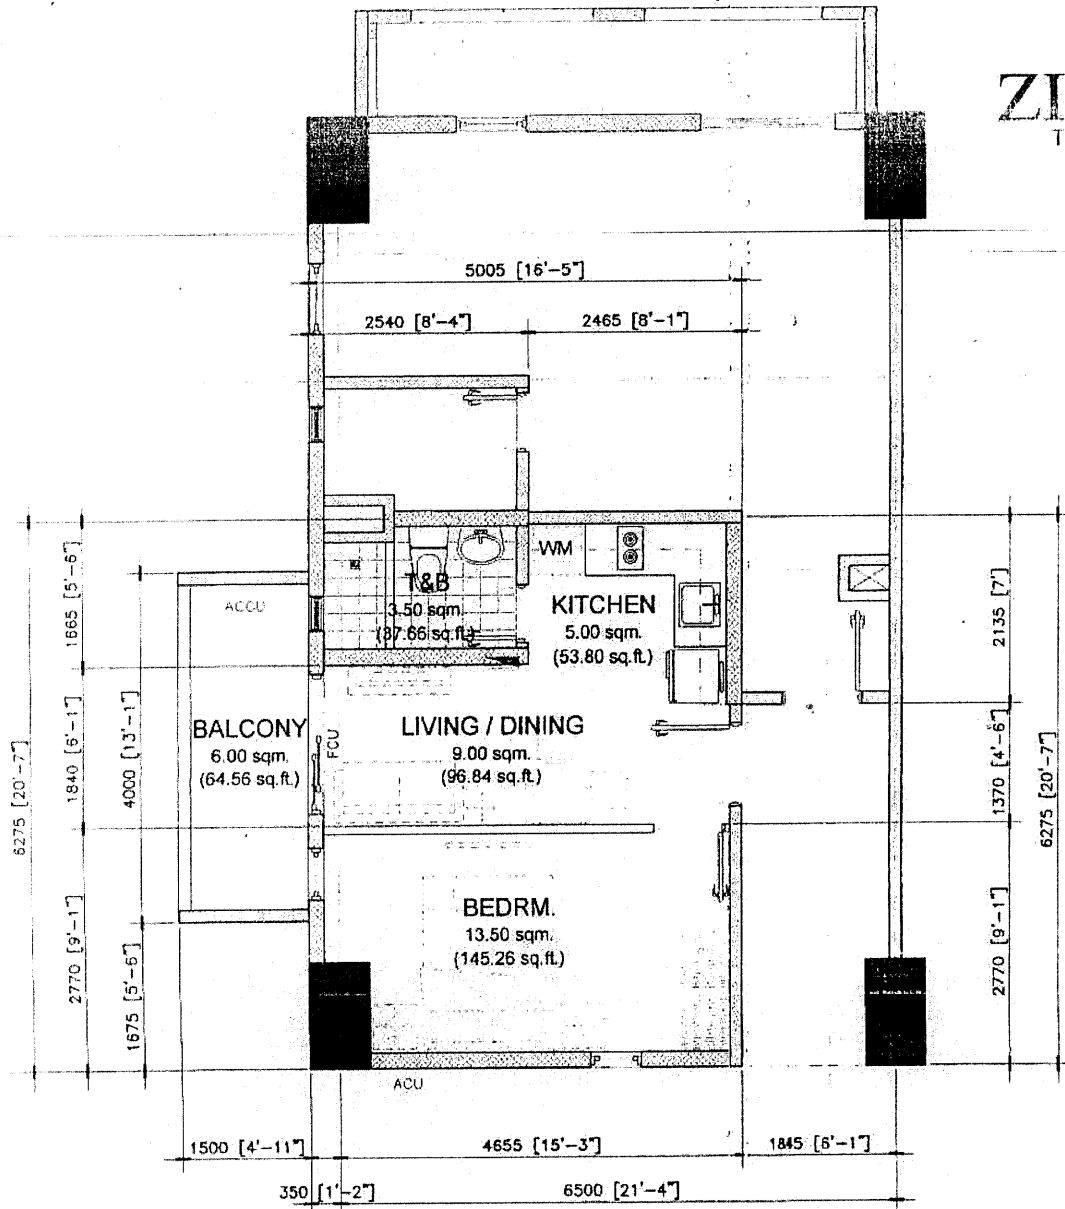 ZI
T
5005 [16'-5"]
2540 [8'-4"]
2465 [8'-1"]
WM
T&B
3.50 sqm.
(37.66 sq.ft.)
KITCHEN
5.00 sqm.
(53.80 sq.ft.)
ACCU
BALCONY
6.00 sqm.
(64.56 sq.ft.)
FCU
LIVING / DINING
9.00 sqm.
(96.84 sq.ft.)
BEDRM.
13.50 sqm.
(145.26 sq.ft.)
ACU
6275 [20'-7"]
1665 [5'-6"]
1840 [6'-1"]
2770 [9'-1"]
4000 [13'-1"]
1675 [5'-6"]
2135 [7']
1370 [4'-6"]
2770 [9'-1"]
6275 [20'-7"]
1500 [4'-11"]
4655 [15'-3"]
1845 [6'-1"]
350 [1'-2"]
6500 [21'-4"]